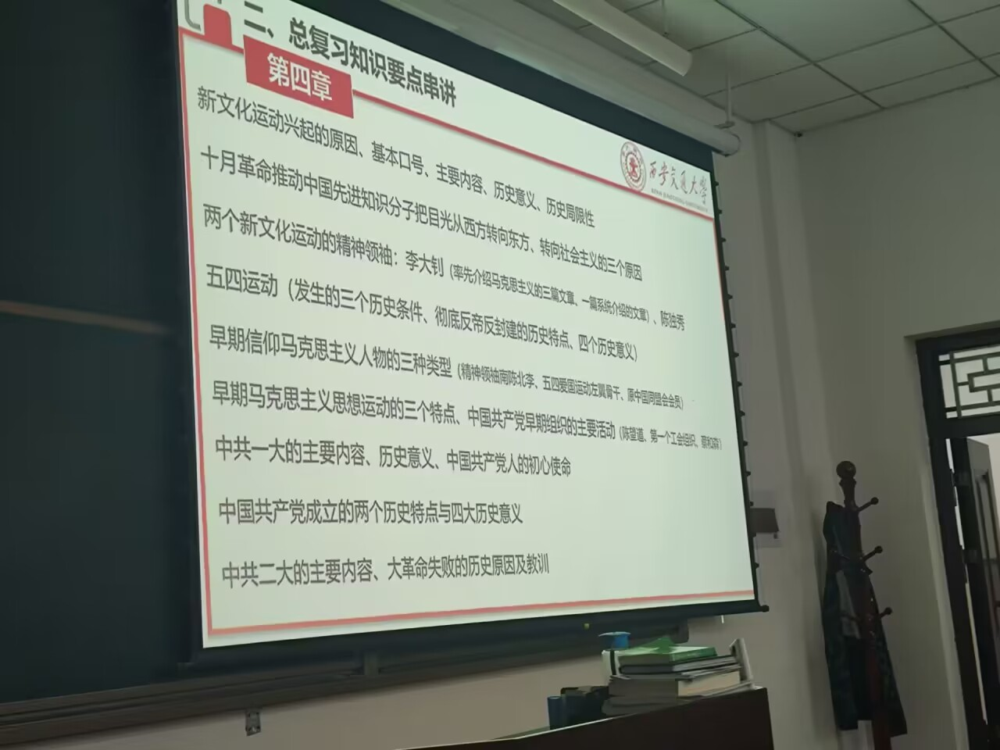 二、总复习知识要点串讲
第四章
西安交通大学
新文化运动兴起的原因、基本口号、主要内容、历史意义、历史局限性
十月革命推动中国先进知识分子把目光从西方转向东方、转向社会主义的三个原因
两个新文化运动的精神领袖：李大钊（率先介绍马克思主义的三篇文章、一篇系统介绍的文章）、陈独秀
五四运动（发生的三个历史条件、彻底反帝反封建的历史特点、四个历史意义）
早期信仰马克思主义人物的三种类型（精神领袖南陈北李、五四爱国运动左翼骨干、原中国同盟会会员）
早期马克思主义思想运动的三个特点、中国共产党早期组织的主要活动（陈望道、第一个工会组织、蔡和森）
中共一大的主要内容、历史意义、中国共产党人的初心使命
中国共产党成立的两个历史特点与四大历史意义
中共二大的主要内容、大革命失败的历史原因及教训